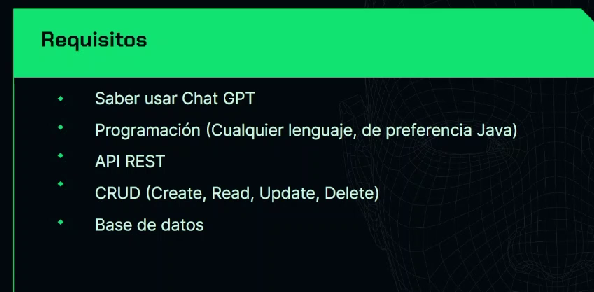 Requisitos
Saber usar Chat GPT
Programación (Cualquier lenguaje, de preferencia Java)
API REST
CRUD (Create, Read, Update, Delete)
Base de datos